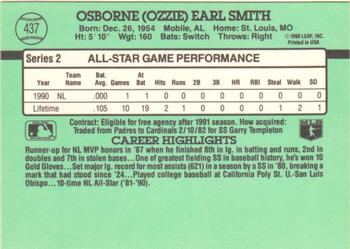 437
OSBORNE (OZZIE) EARL SMITH
Born: Dec. 26, 1954 Mobile, AL Home: St. Louis, MO
Ht: 5' 10" Wgt: 160 Bats: Switch Throws: Right
© 1990 LEAF, INC.
PRINTED IN USA
Series 2 ALL-STAR GAME PERFORMANCE
Year Team Name BA G AB Hits Runs 2B 3B HR RBI Steal Walk SO
1990 NL .000 1 1 0 0 0 0 0 0 0 1 0
Lifetime .105 10 19 2 3 1 0 0 1 2 2 0
Contract: Eligible for free agency after 1991 season. How acquired:
Traded from Padres to Cardinals 2/10/82 for SS Garry Templeton
CAREER HIGHLIGHTS
Runner-up for NL MVP honors in '87 when he finished 8th in lg. in batting and runs, 2nd in
doubles and 7th in stolen bases...One of greatest fielding SS in baseball history, he's won 10
Gold Gloves...Set major lg. record for most assists (621) in a season by a SS in '80, breaking a
mark that had stood since '24...Played college baseball at California Poly St. U.-San Luis
Obispo...10-time NL All-Star ('81-'90).